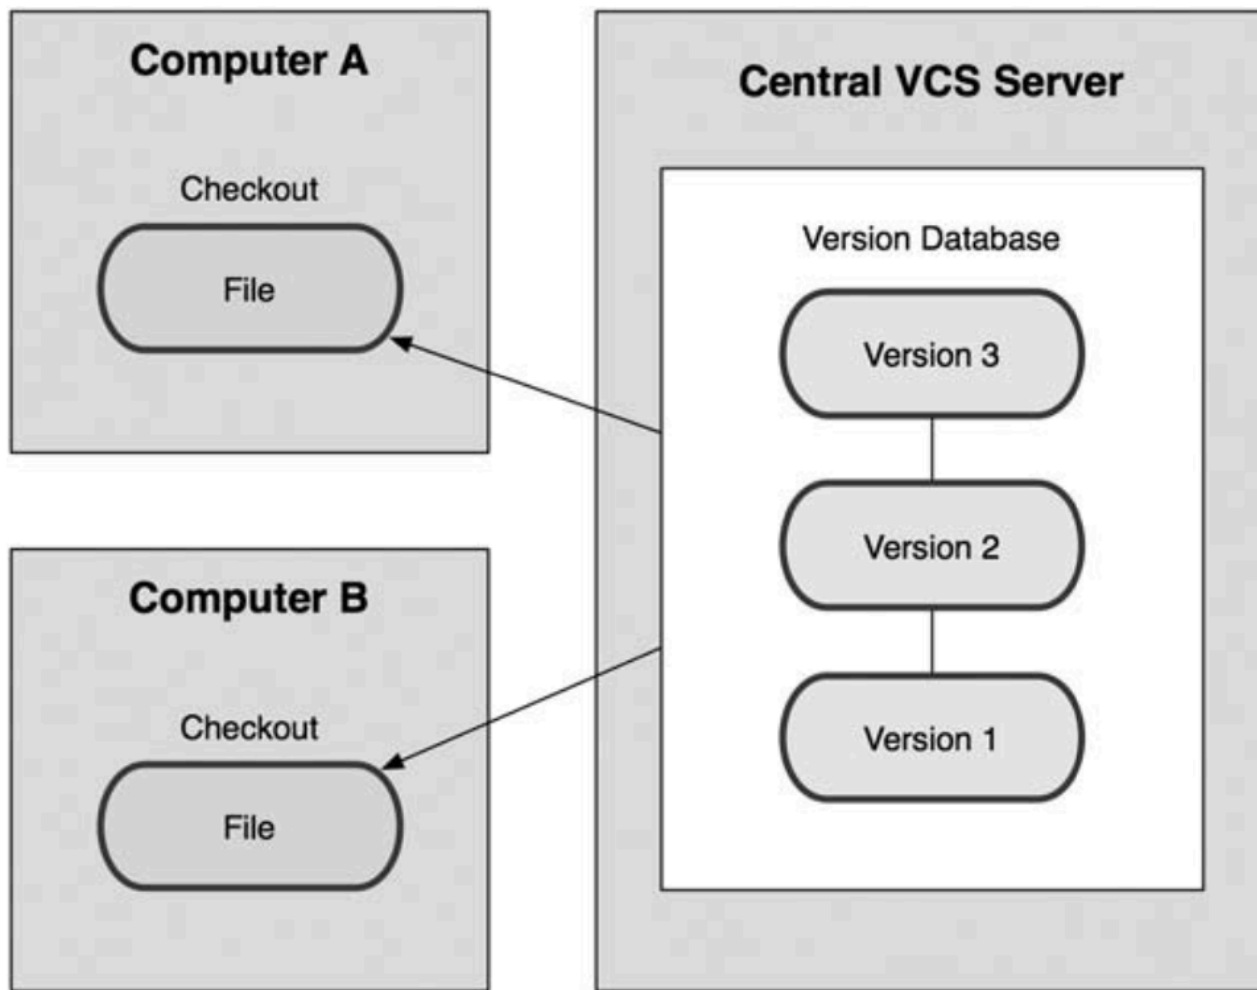 Computer A
Checkout
File
Computer B
Checkout
File
Central VCS Server
Version Database
Version 3
Version 2
Version 1